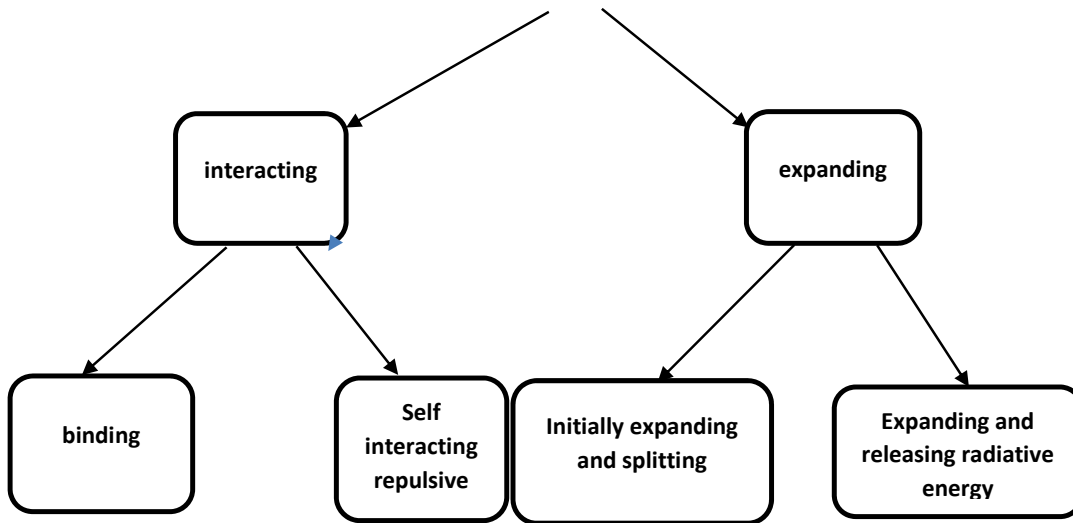 interacting
expanding
binding
Self
interacting
repulsive
Initially expanding
and splitting
Expanding and
releasing radiative
energy